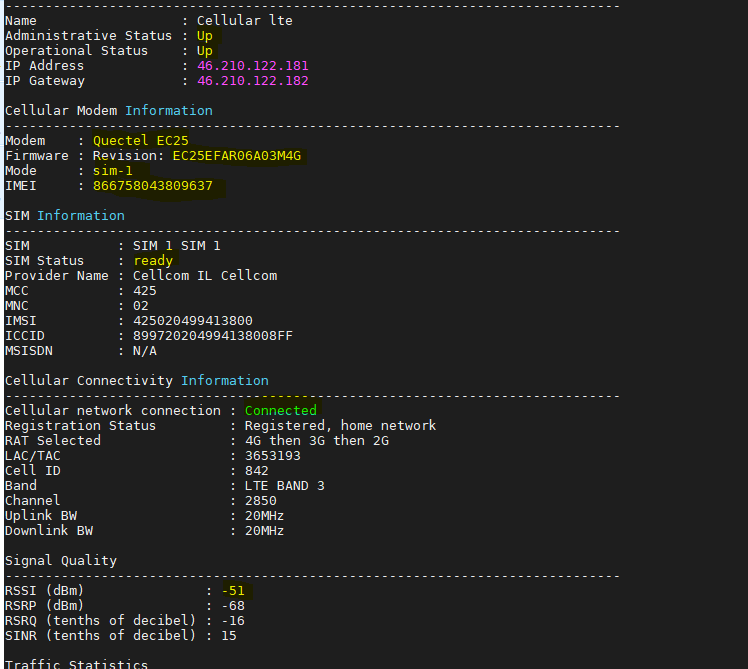 --------------------------------------------------------------------------------
Name                  : Cellular lte
Administrative Status : Up
Operational Status    : Up
IP Address            : 46.210.122.181
IP Gateway            : 46.210.122.182
Cellular Modem Information
--------------------------------------------------------------------------------
Modem    : Quectel EC25
Firmware : Revision: EC25EFAR06A03M4G
Mode     : sim-1
IMEI     : 866758043809637
SIM Information
--------------------------------------------------------------------------------
SIM           : SIM 1 SIM 1
SIM Status    : ready
Provider Name : Cellcom IL Cellcom
MCC           : 425
MNC           : 02
IMSI          : 425020499413800
ICCID         : 899720204994138008FF
MSISDN        : N/A
Cellular Connectivity Information
--------------------------------------------------------------------------------
Cellular network connection : Connected
Registration Status         : Registered, home network
RAT Selected                : 4G then 3G then 2G
LAC/TAC                     : 3653193
Cell ID                     : 842
Band                        : LTE BAND 3
Channel                     : 2850
Uplink BW                   : 20MHz
Downlink BW                 : 20MHz
Signal Quality
--------------------------------------------------------------------------------
RSSI (dBm)               : -51
RSRP (dBm)               : -68
RSRQ (tenths of decibel) : -16
SINR (tenths of decibel) : 15
Traffic Statistics